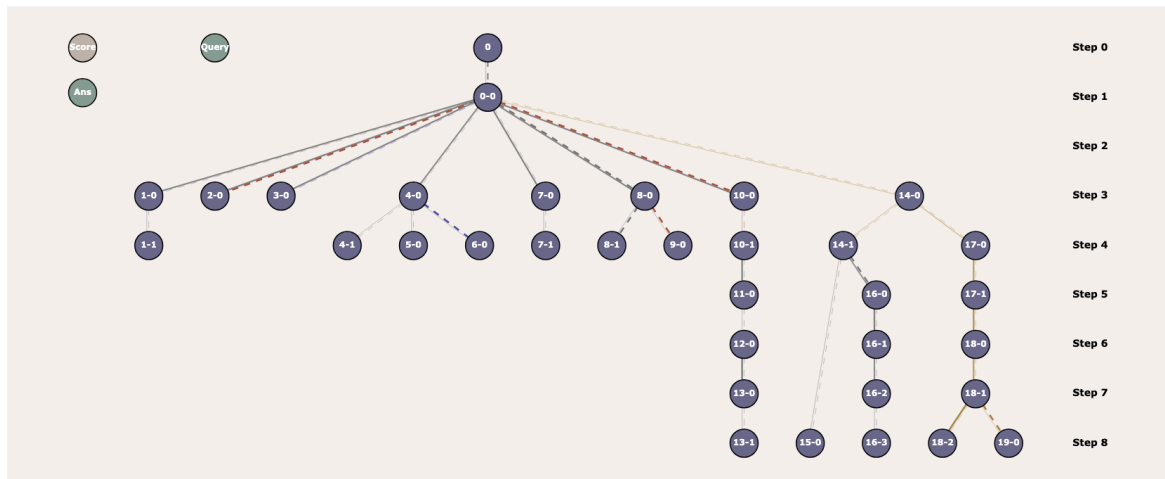 Score Query 0 Step 0
Ans 0-0 Step 1
Step 2
1-0 2-0 3-0 4-0 7-0 8-0 10-0 14-0 Step 3
1-1 4-1 5-0 6-0 7-1 8-1 9-0 10-1 14-1 17-0 Step 4
11-0 16-0 17-1 Step 5
12-0 16-1 18-0 Step 6
13-0 16-2 18-1 Step 7
13-1 15-0 16-3 18-2 19-0 Step 8